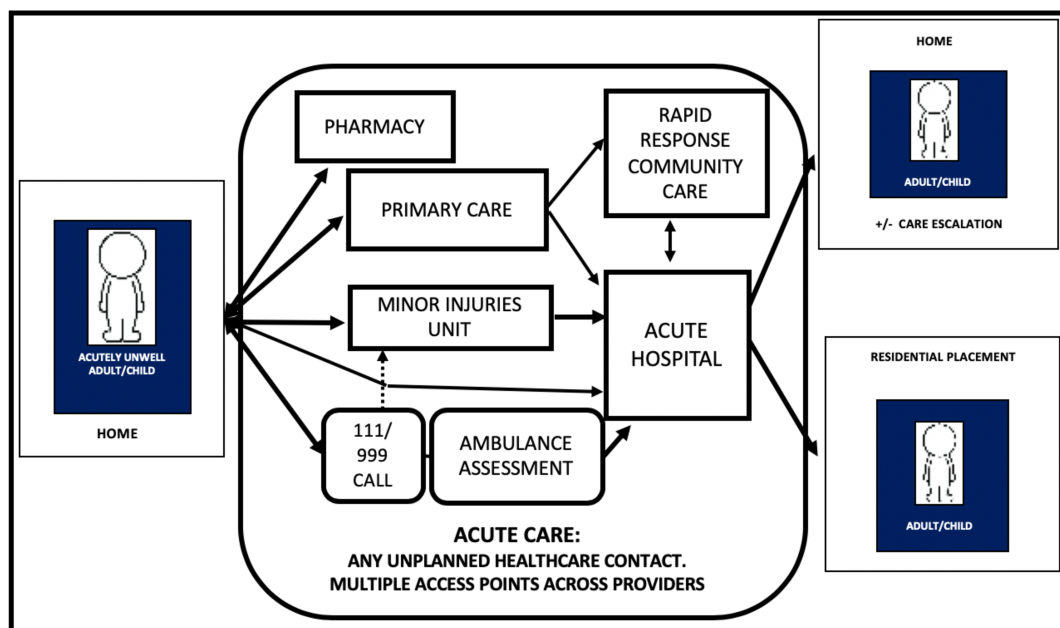 ACUTELY UNWELL
ADULT/CHILD
HOME
PHARMACY
PRIMARY CARE
MINOR INJURIES
UNIT
111/
999
CALL
AMBULANCE
ASSESSMENT
RAPID
RESPONSE
COMMUNITY
CARE
ACUTE
HOSPITAL
ACUTE CARE:
ANY UNPLANNED HEALTHCARE CONTACT.
MULTIPLE ACCESS POINTS ACROSS PROVIDERS
HOME
ADULT/CHILD
+/- CARE ESCALATION
RESIDENTIAL PLACEMENT
ADULT/CHILD